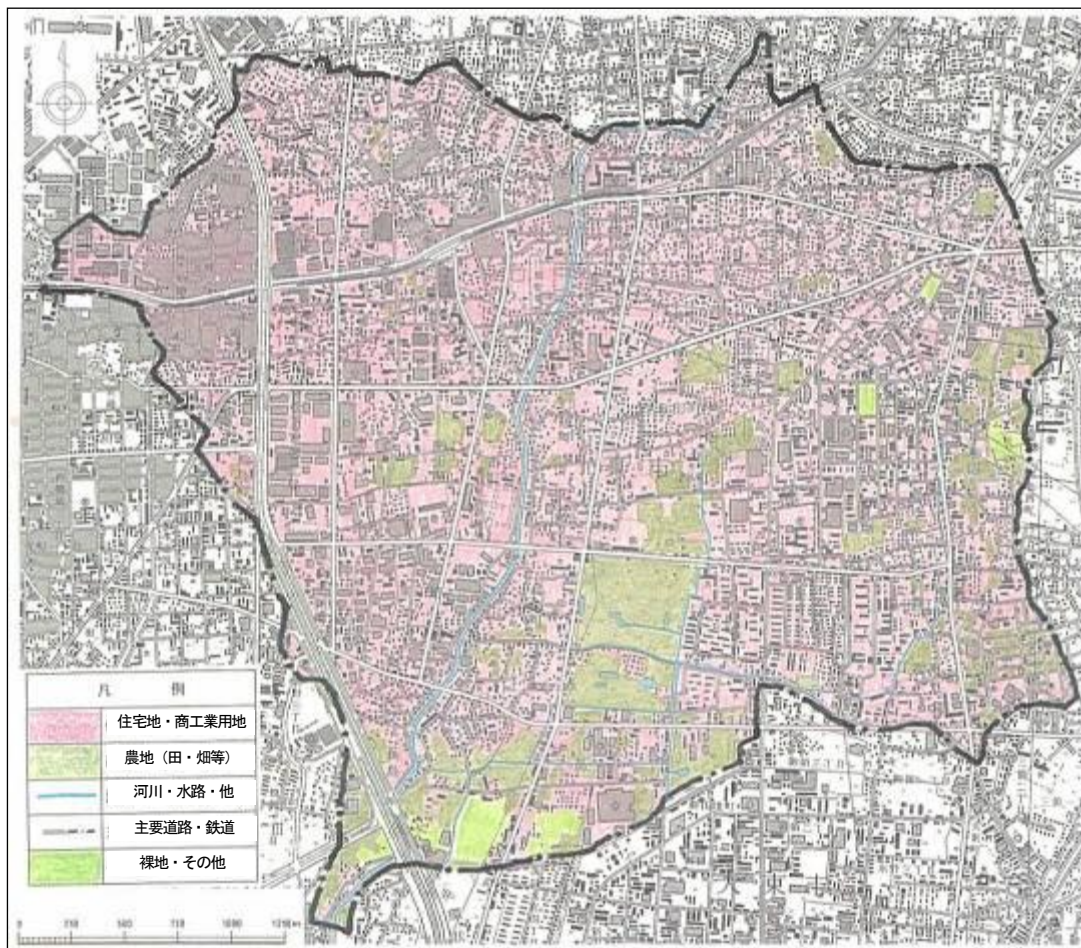 凡 例
住宅地・商工業用地
農地（田・畑等）
河川・水路・他
主要道路・鉄道
裸地・その他